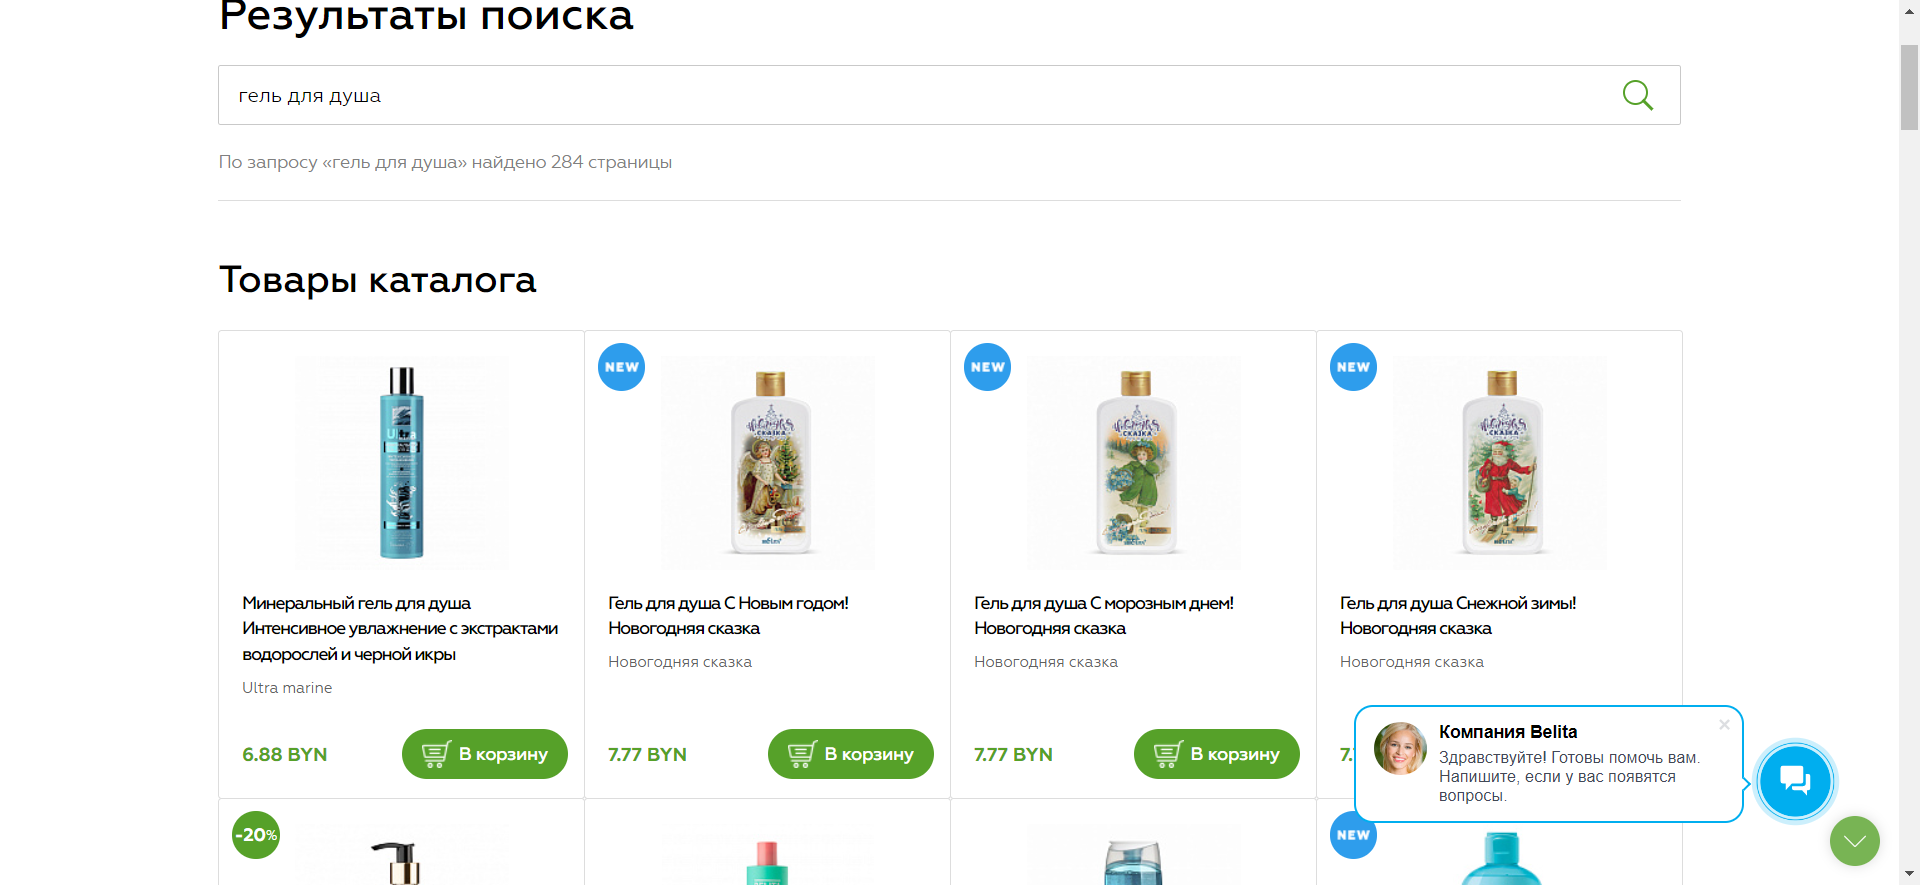 Результаты поиска
гель для душа
По запросу «гель для душа» найдено 284 страницы
Товары каталога
NEW
NEW
NEW
Ultra
СКАЗКА
СКАЗКА
СКАЗКА
Минеральный гель для душа
Интенсивное увлажнение с экстрактами
водорослей и черной икры
Ultra marine
6.88 BYN
В корзину
Гель для душа С Новым годом!
Новогодняя сказка
Новогодняя сказка
7.77 BYN
В корзину
Гель для душа С морозным днем!
Новогодняя сказка
Новогодняя сказка
7.77 BYN
В корзину
Гель для душа Снежной зимы!
Новогодняя сказка
Новогодняя сказка
7.
Компания Belita
Здравствуйте! Готовы помочь вам.
Напишите, если у вас появятся
вопросы.
-20%
NEW